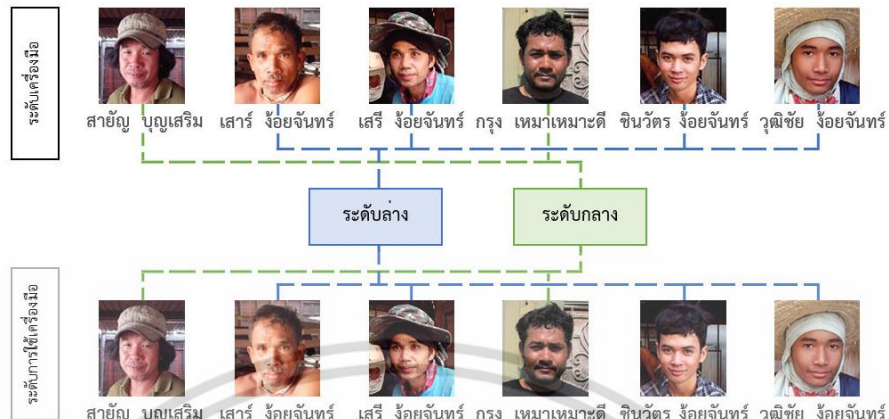 ระดับเครื่องมือ
สายัญ บุญเสริม เสาร์ ง้อยจันทร์ เสรี ง้อยจันทร์ กรุง เหมาเหมาะดี ชินวัตร ง้อยจันทร์ วุฒิชัย ง้อยจันทร์
ระดับล่าง ระดับกลาง
ระดับการใช้เครื่องมือ
สายัญ บุญเสริม เสาร์ ง้อยจันทร์ เสรี ง้อยจันทร์ กรุง เหมาเหมาะดี ชินวัตร ง้อยจันทร์ วุฒิชัย ง้อยจันทร์